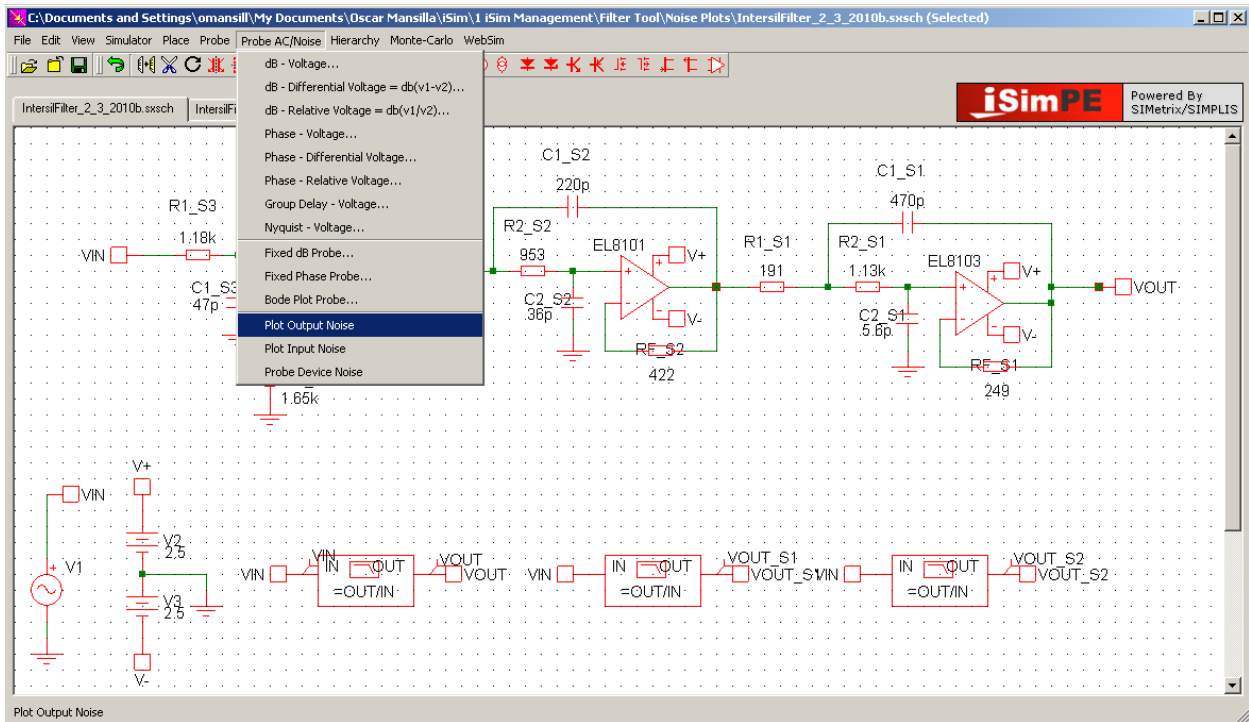 C:\Documents and Settings\omansill\My Documents\Oscar Mansilla\iSim\1 iSim Management\Filter Tool\Noise Plots\IntersilFilter_2_3_2010b.sxsch (Selected)
File Edit View Simulator Place Probe Probe AC/Noise Hierarchy Monte-Carlo WebSim
IntersilFilter_2_3_2010b.sxsch
IntersilFi
iSimPE
Powered By
SIMetrix/SIMPLIS
dB - Voltage...
dB - Differential Voltage = db(v1-v2)...
dB - Relative Voltage = db(v1/v2)...
Phase - Voltage...
Phase - Differential Voltage...
Phase - Relative Voltage...
Group Delay - Voltage...
Nyquist - Voltage...
Fixed dB Probe...
Fixed Phase Probe...
Bode Plot Probe...
Plot Output Noise
Plot Input Noise
Probe Device Noise
R1_S3
1.18k
VIN
C1_S3
47p
1.65k
C1_S2
220p
R2_S2
953
EL8101
V+
V-
C2_S2
36p
RF_S2
422
R1_S1
191
C1_S1
470p
R2_S1
1.13k
EL8103
V+
V-
C2_S1
5.6p
RF_S1
249
VOUT
VIN
V1
V+
V2
2.5
V3
2.5
V-
VIN
VIN
IN OUT
=OUT/IN
VOUT
VOUT
VIN
IN OUT
=OUT/IN
VOUT_S1
VOUT_S1
VIN
IN OUT
=OUT/IN
VOUT_S2
VOUT_S2
Plot Output Noise